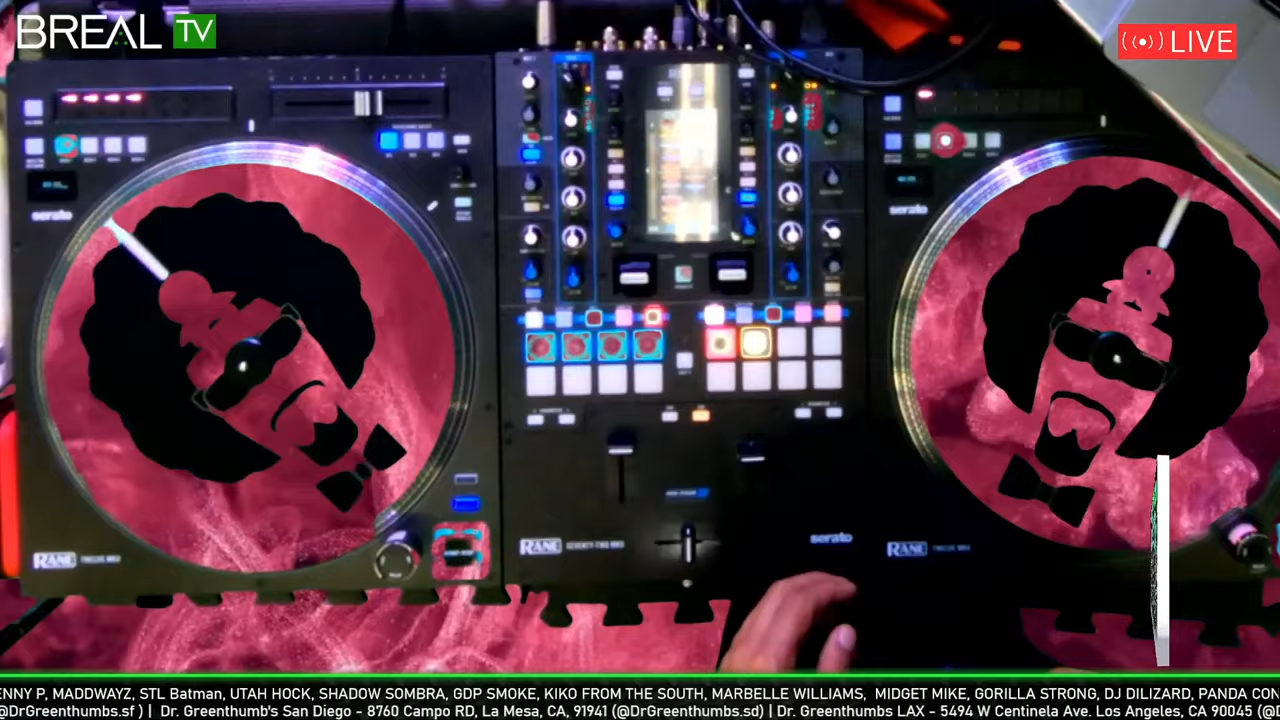 BREAL TV
LIVE
serato
serato
RANE
RANE SEVENTY-TWO MKII
serato
RANE
ENNY P, MADDWAYZ, STL Batman, UTAH HOCK, SHADOW SOMBRA, GDP SMOKE, KIKO FROM THE SOUTH, MARBELLE WILLIAMS, MIDGET MIKE, GORILLA STRONG, DJ DILIZARD, PANDA CON
@DrGreenthumbs.sf ) | Dr. Greenthumb's San Diego - 8760 Campo RD, La Mesa, CA, 91941 (@DrGreenthumbs.sd) | Dr. Greenthumbs LAX - 5494 W Centinela Ave. Los Angeles, CA 90045 (@D